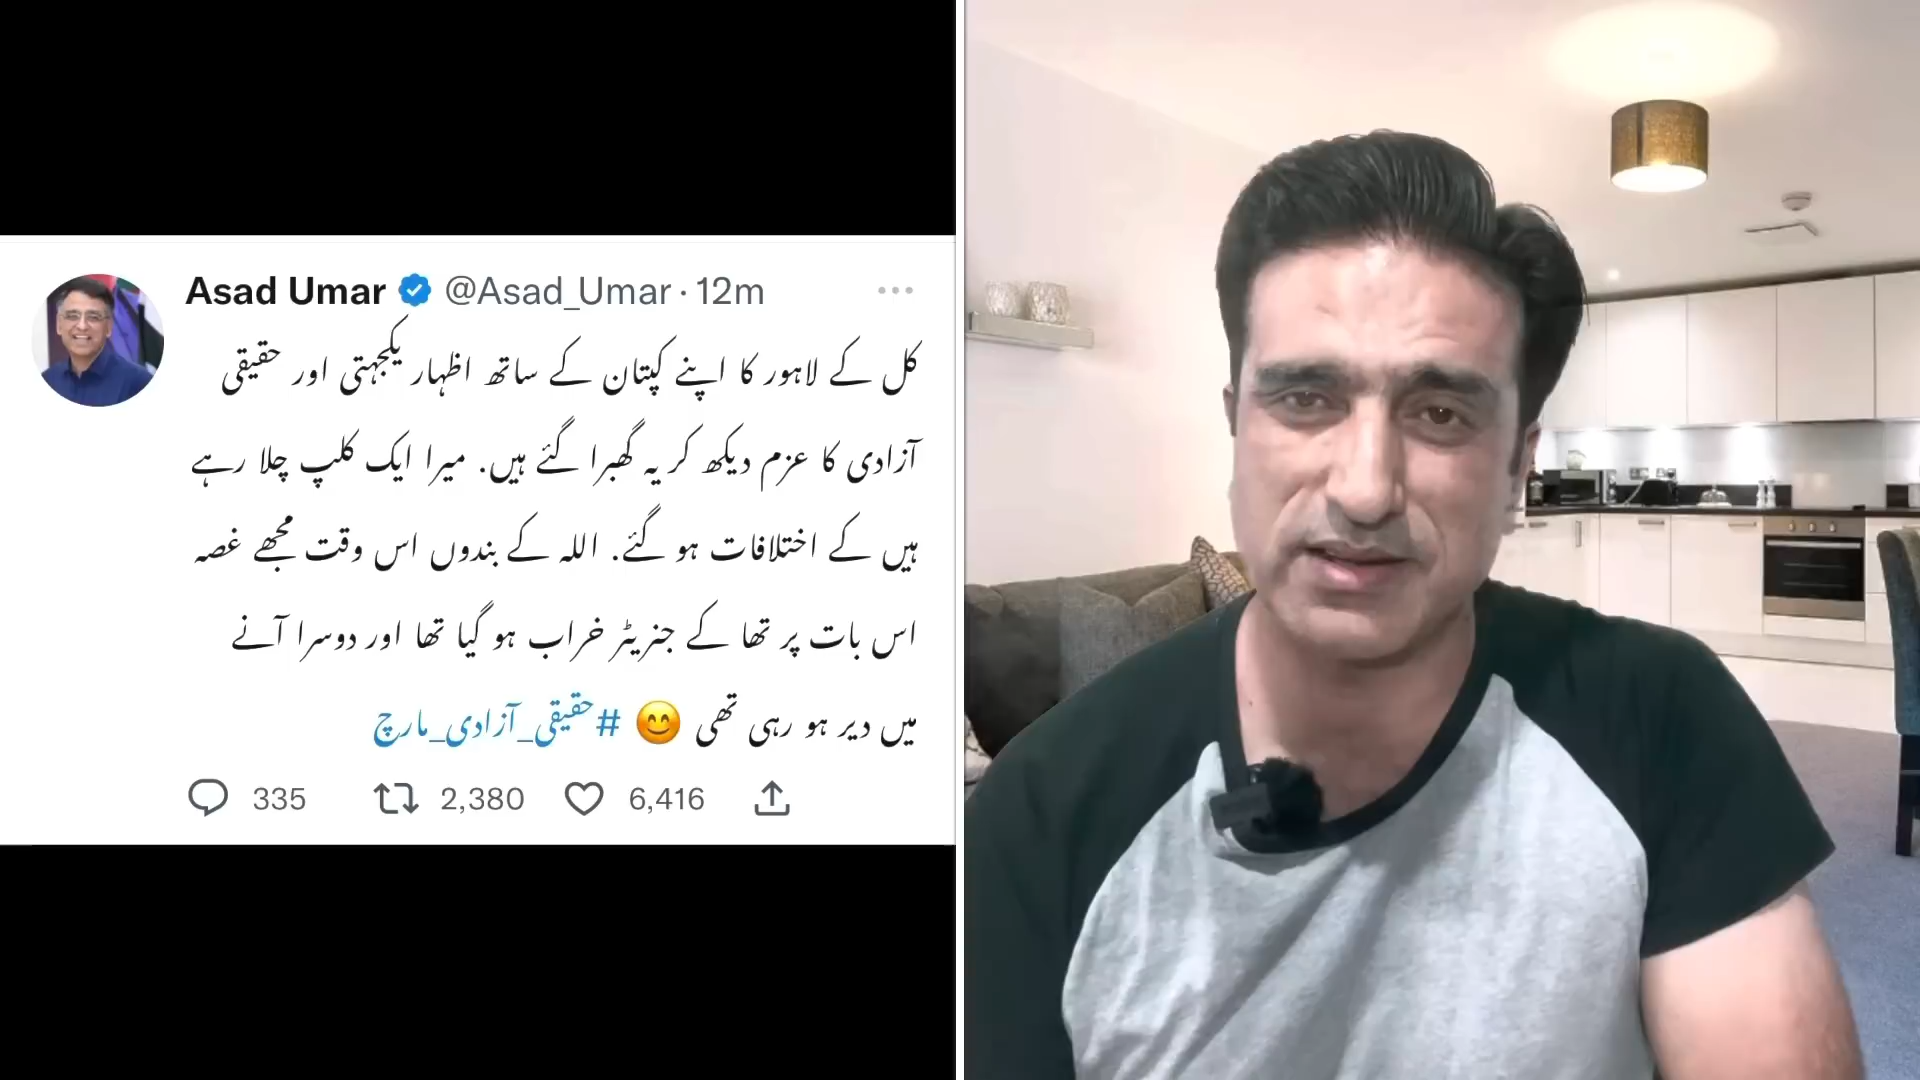 Asad Umar @Asad_Umar · 12m
کل کے لاہور کا اپنے کپتان کے ساتھ اظہار یکجہتی اور حقیقی
آزادی کا عزم دیکھ کر یہ گھبرا گئے ہیں. میرا ایک کلپ چلا رہے
ہیں کے اختلافات ہو گئے. اللہ کے بندوں اس وقت مجھے غصہ
اس بات پر تھا کے جنریٹر خراب ہو گیا تھا اور دوسرا آنے
میں دیر ہو رہی تھی 😊 #حقیقی_آزادی_مارچ
335 2,380 6,416